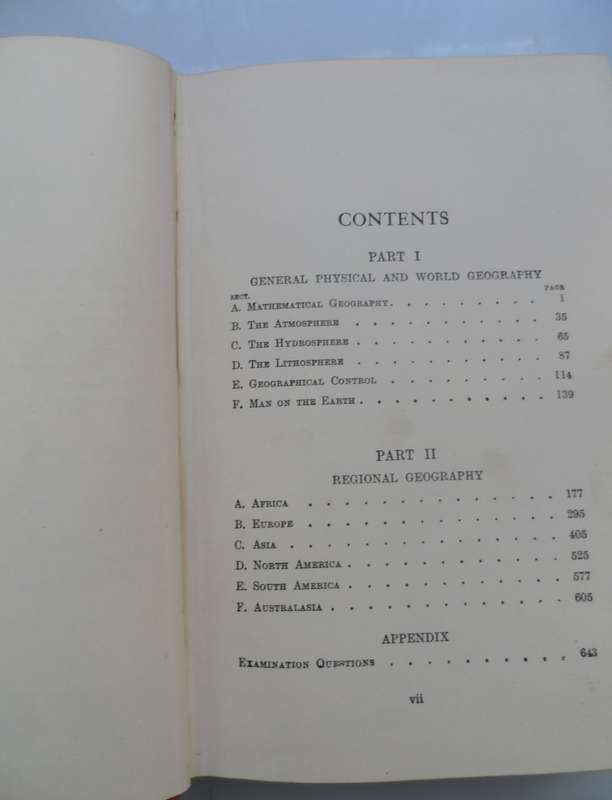 CONTENTS
PART I
GENERAL PHYSICAL AND WORLD GEOGRAPHY
SECT. PAGE
A. MATHEMATICAL GEOGRAPHY . . . . . . . . . 1
B. THE ATMOSPHERE . . . . . . . . . . . 35
C. THE HYDROSPHERE . . . . . . . . . . . 65
D. THE LITHOSPHERE . . . . . . . . . . . 87
E. GEOGRAPHICAL CONTROL . . . . . . . . . 114
F. MAN ON THE EARTH . . . . . . . . . . . 139
PART II
REGIONAL GEOGRAPHY
A. AFRICA . . . . . . . . . . . . . . 177
B. EUROPE . . . . . . . . . . . . . . 295
C. ASIA . . . . . . . . . . . . . . . 405
D. NORTH AMERICA . . . . . . . . . . . . 525
E. SOUTH AMERICA . . . . . . . . . . . . 577
F. AUSTRALASIA . . . . . . . . . . . . . 605
APPENDIX
EXAMINATION QUESTIONS . . . . . . . . . . 643
vii